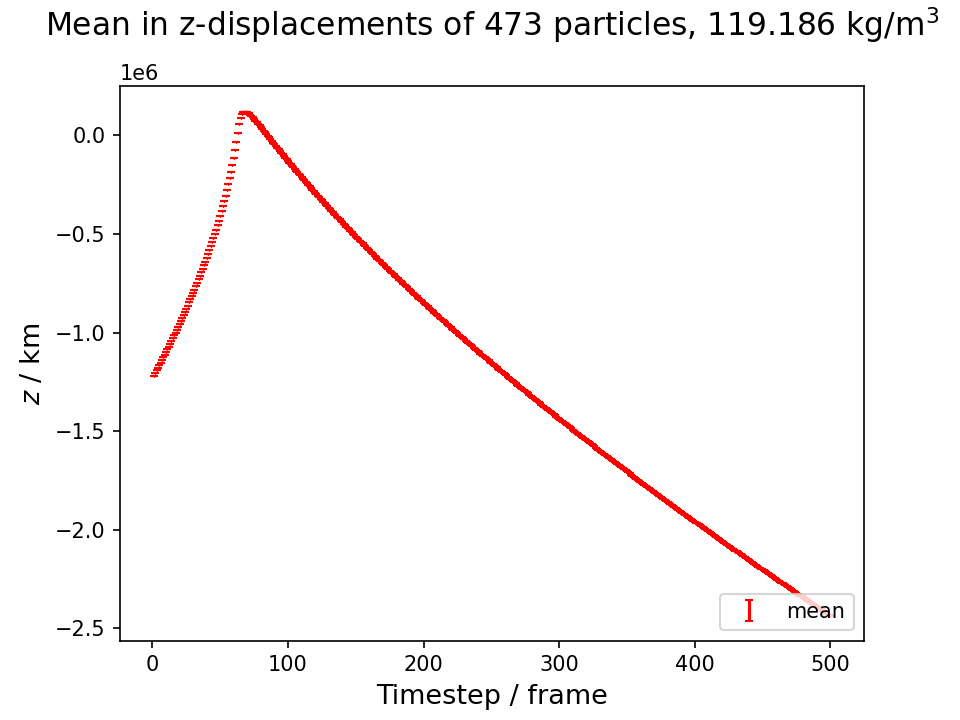 Mean in z-displacements of 473 particles, 119.186 kg/m³
1e6
0.0
−0.5
−1.0
−1.5
−2.0
−2.5
z / km
mean
0 100 200 300 400 500
Timestep / frame